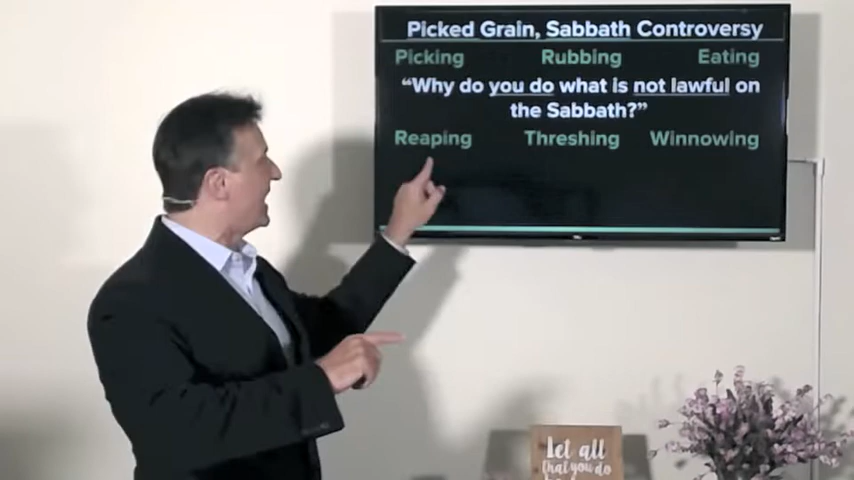 Picked Grain, Sabbath Controversy
Picking Rubbing Eating
“Why do you do what is not lawful on
the Sabbath?”
Reaping Threshing Winnowing
Let all
that you do